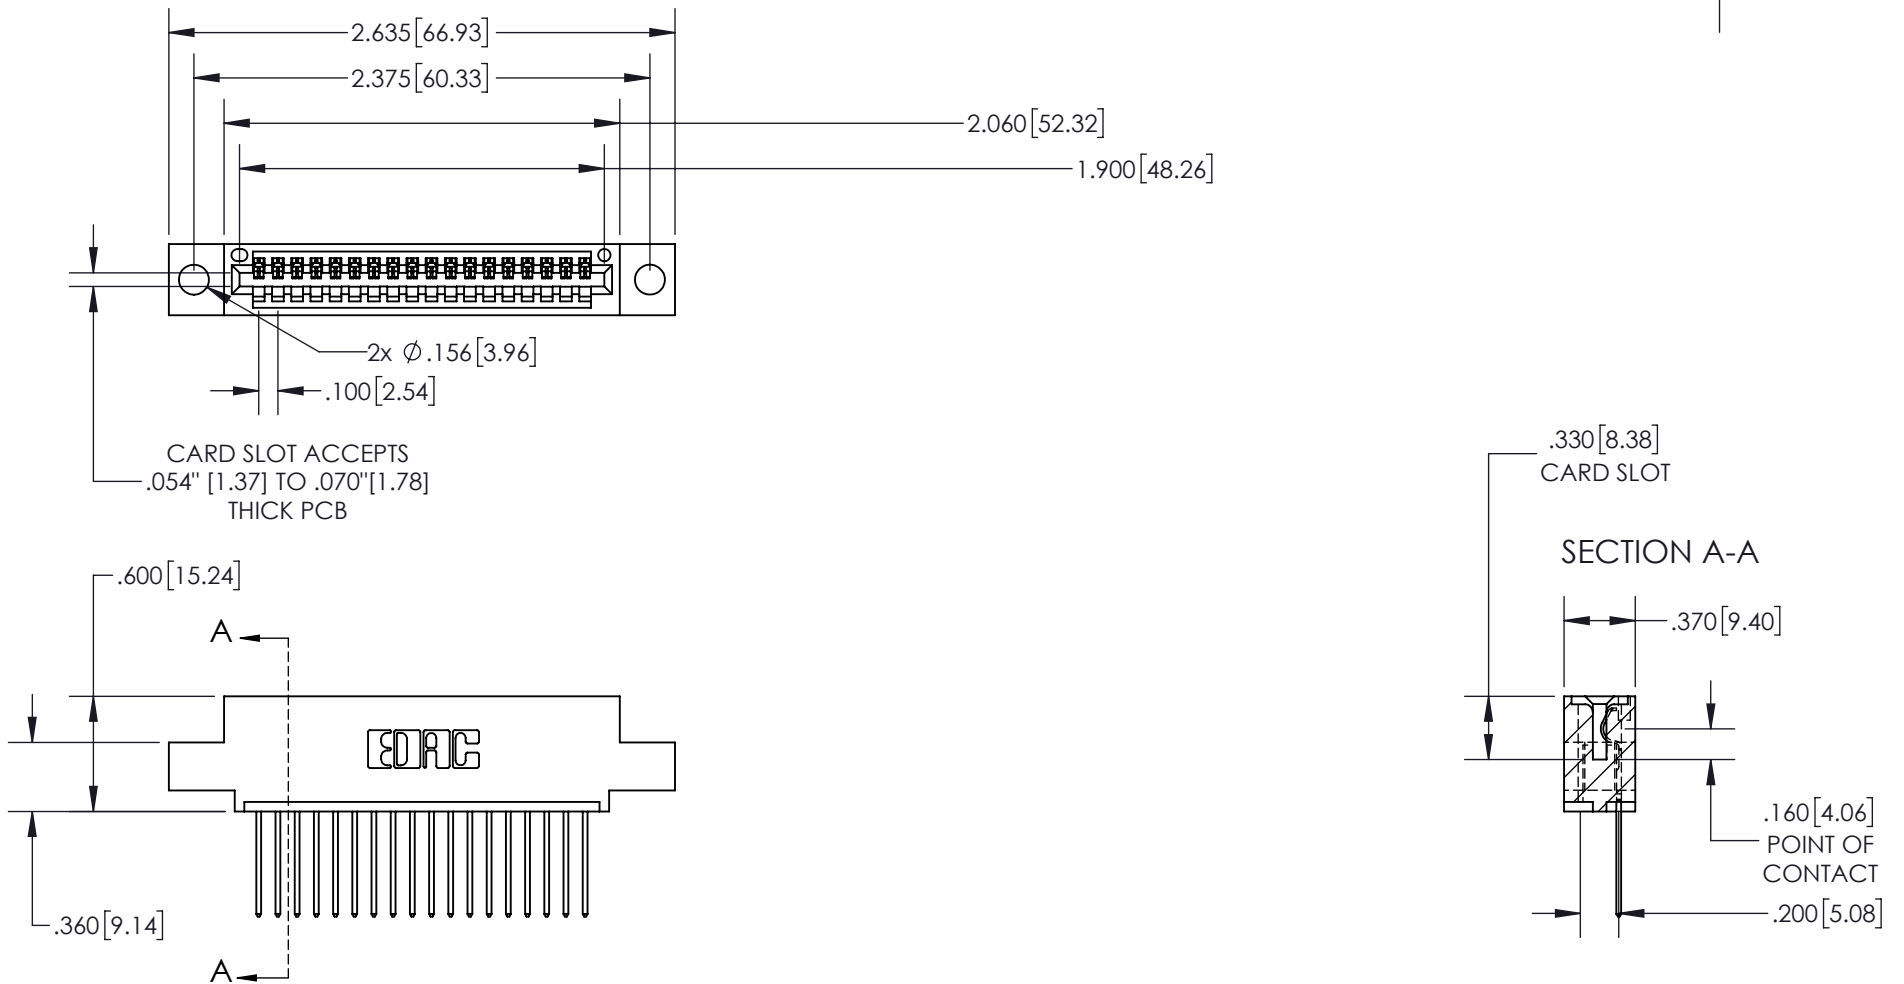 2.635[66.93]
2.375[60.33]
2.060[52.32]
1.900[48.26]
2x Ø.156[3.96]
.100[2.54]
CARD SLOT ACCEPTS
.054" [1.37] TO .070"[1.78]
THICK PCB
.330[8.38]
CARD SLOT
SECTION A-A
.600[15.24]
A
.370[9.40]
EDAC
.160[4.06]
POINT OF
CONTACT
.200[5.08]
.360[9.14]
A